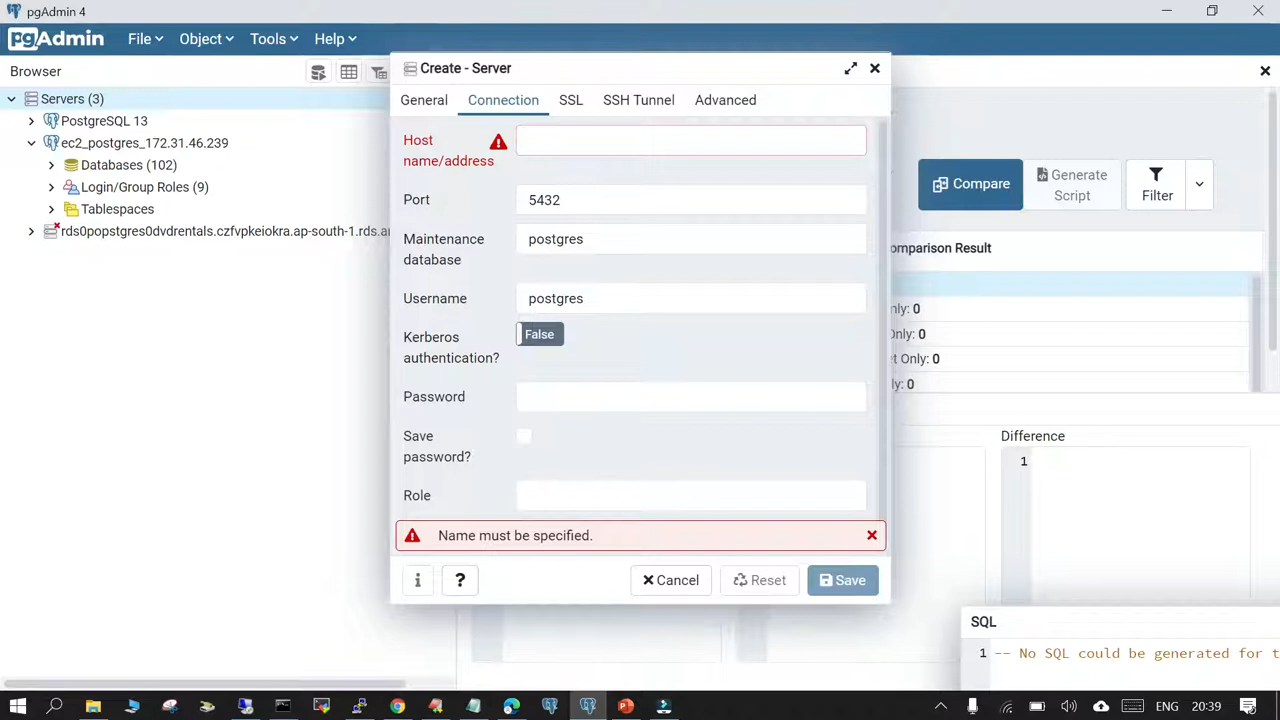 pgAdmin 4
pgAdmin
File
Object
Tools
Help
Browser
Servers (3)
PostgreSQL 13
ec2_postgres_172.31.46.239
Databases (102)
Login/Group Roles (9)
Tablespaces
rds0popstgres0dvdrentals.czfvpkeiokra.ap-south-1.rds.an
Create - Server
General
Connection
SSL
SSH Tunnel
Advanced
Host
name/address
Port
5432
Maintenance
database
postgres
Username
postgres
Kerberos
authentication?
False
Password
Save
password?
Role
Name must be specified.
i
?
Cancel
Reset
Save
Compare
Generate
Script
Filter
omparison Result
nly: 0
Only: 0
et Only: 0
ly: 0
Difference
1
SQL
1 -- No SQL could be generated for t
ENG
20:39